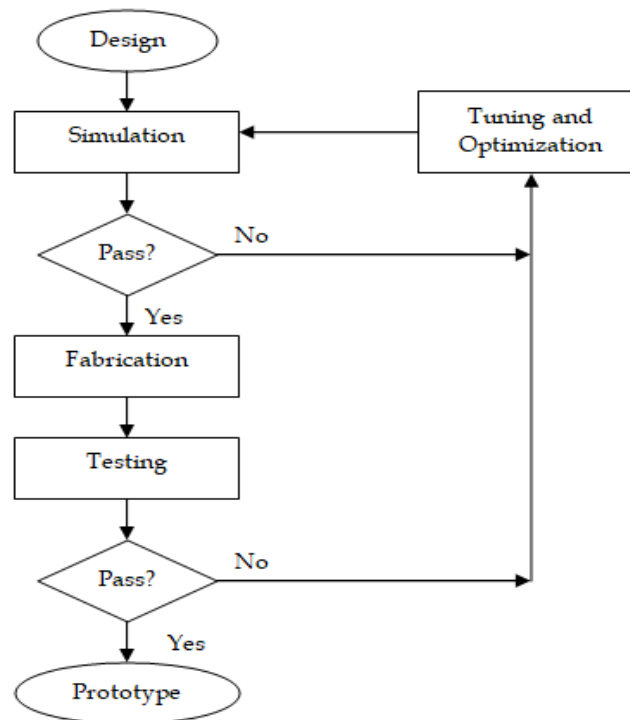 Design
Simulation
Tuning and
Optimization
Pass?
No
Yes
Fabrication
Testing
Pass?
No
Yes
Prototype